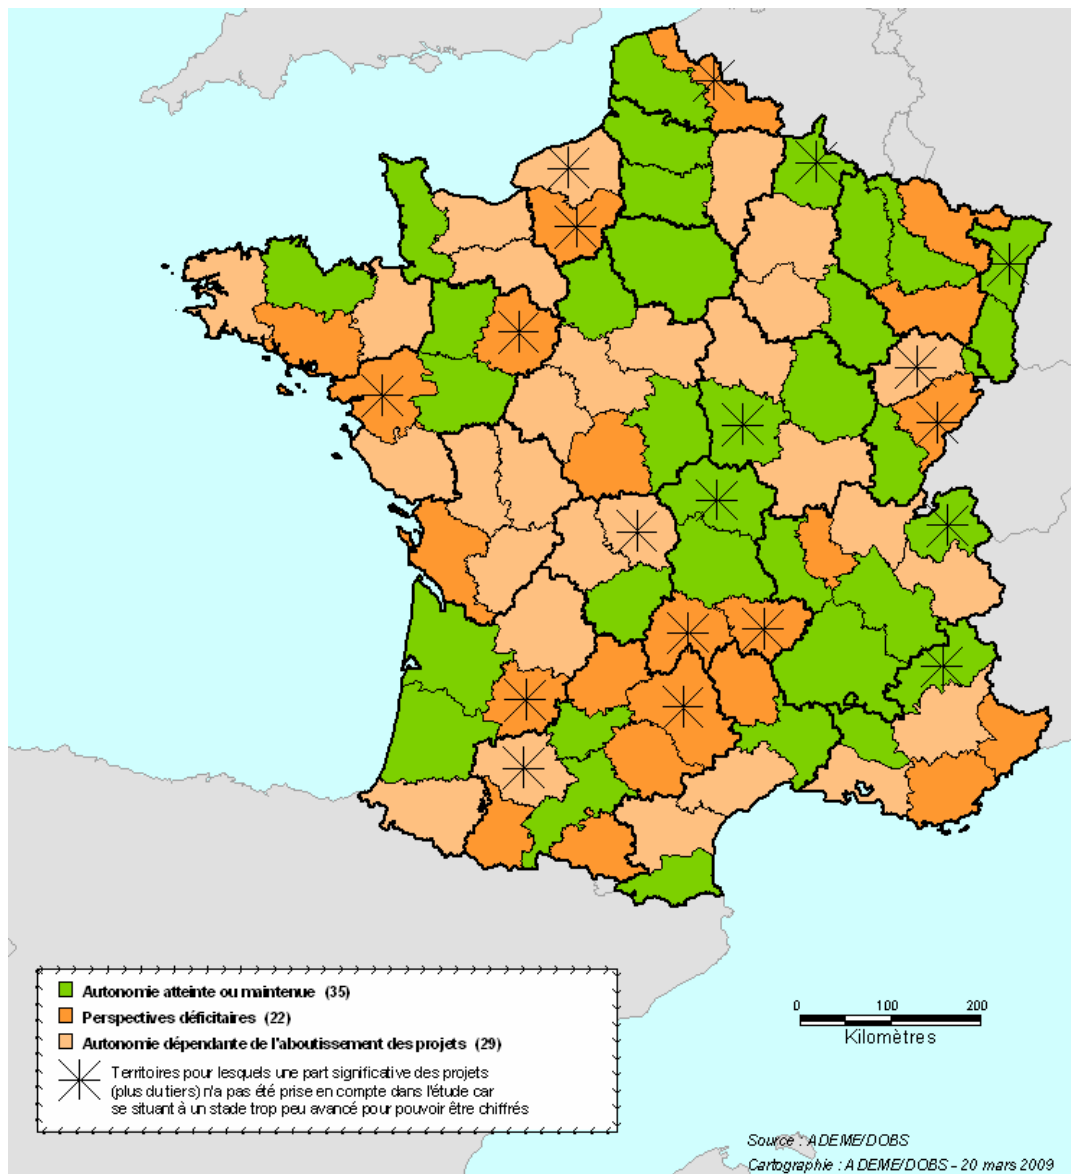 Autonomie atteinte ou maintenue (35)
Perspectives déficitaires (22)
Autonomie dépendante de l'aboutissement des projets (29)
Territoires pour lesquels une part significative des projets
(plus du tiers) n'a pas été prise en compte dans l'étude car
se situant à un stade trop peu avancé pour pouvoir être chiffrés
0 100 200
Kilomètres
Source : ADEME/DOBS
Cartographie : ADEME/DOBS - 20 mars 2009